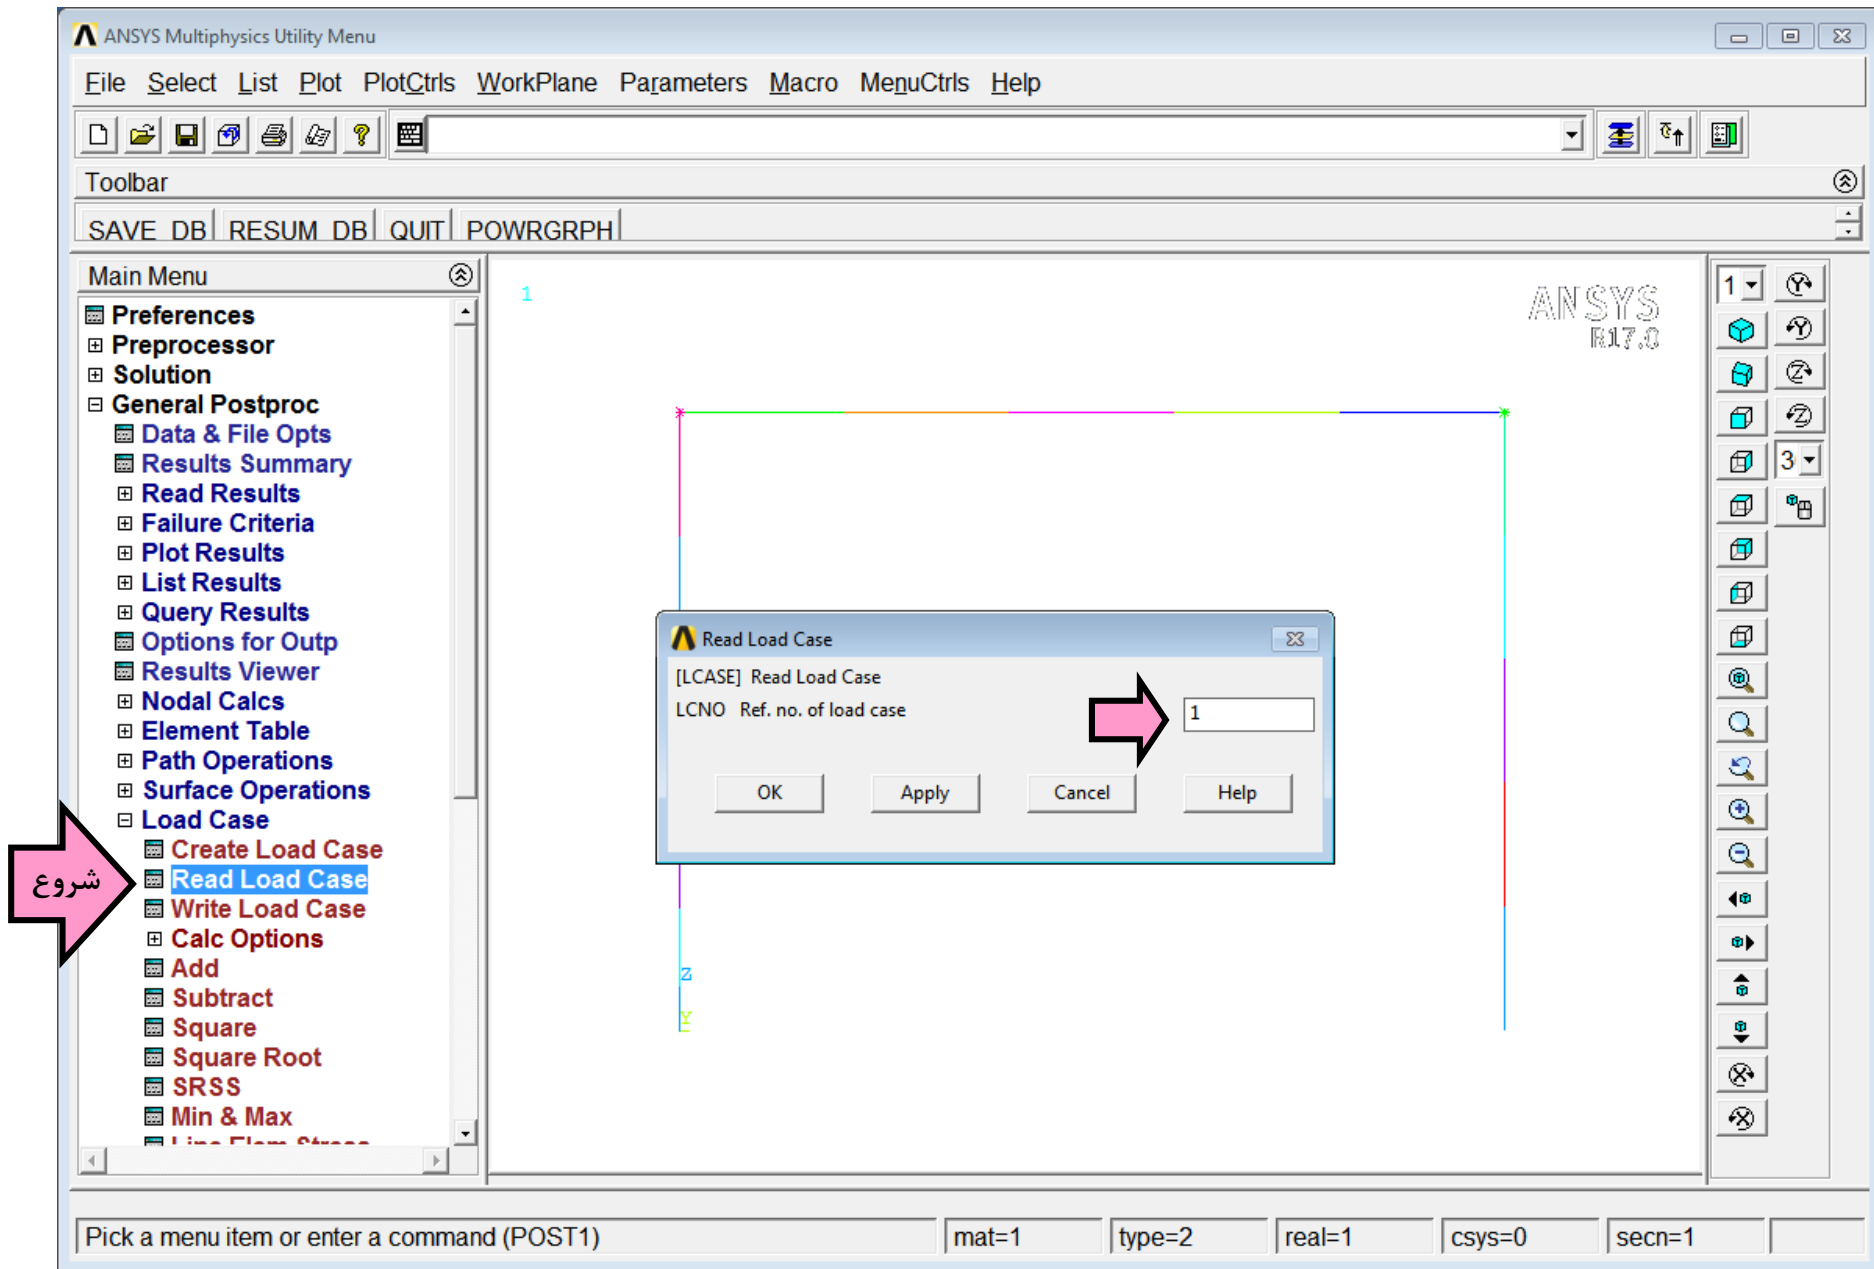 ANSYS Multiphysics Utility Menu
File Select List Plot PlotCtrls WorkPlane Parameters Macro MenuCtrls Help
Toolbar
SAVE_DB RESUM_DB QUIT POWRGRPH
Main Menu
Preferences
Preprocessor
Solution
General Postproc
Data & File Opts
Results Summary
Read Results
Failure Criteria
Plot Results
List Results
Query Results
Options for Outp
Results Viewer
Nodal Calcs
Element Table
Path Operations
Surface Operations
Load Case
Create Load Case
Read Load Case
Write Load Case
Calc Options
Add
Subtract
Square
Square Root
SRSS
Min & Max
Line Elem Stress
شروع
1
ANSYS
R17.0
Read Load Case
[LCASE] Read Load Case
LCNO Ref. no. of load case
1
OK Apply Cancel Help
Z
Y
1
3
Pick a menu item or enter a command (POST1)
mat=1 type=2 real=1 csys=0 secn=1